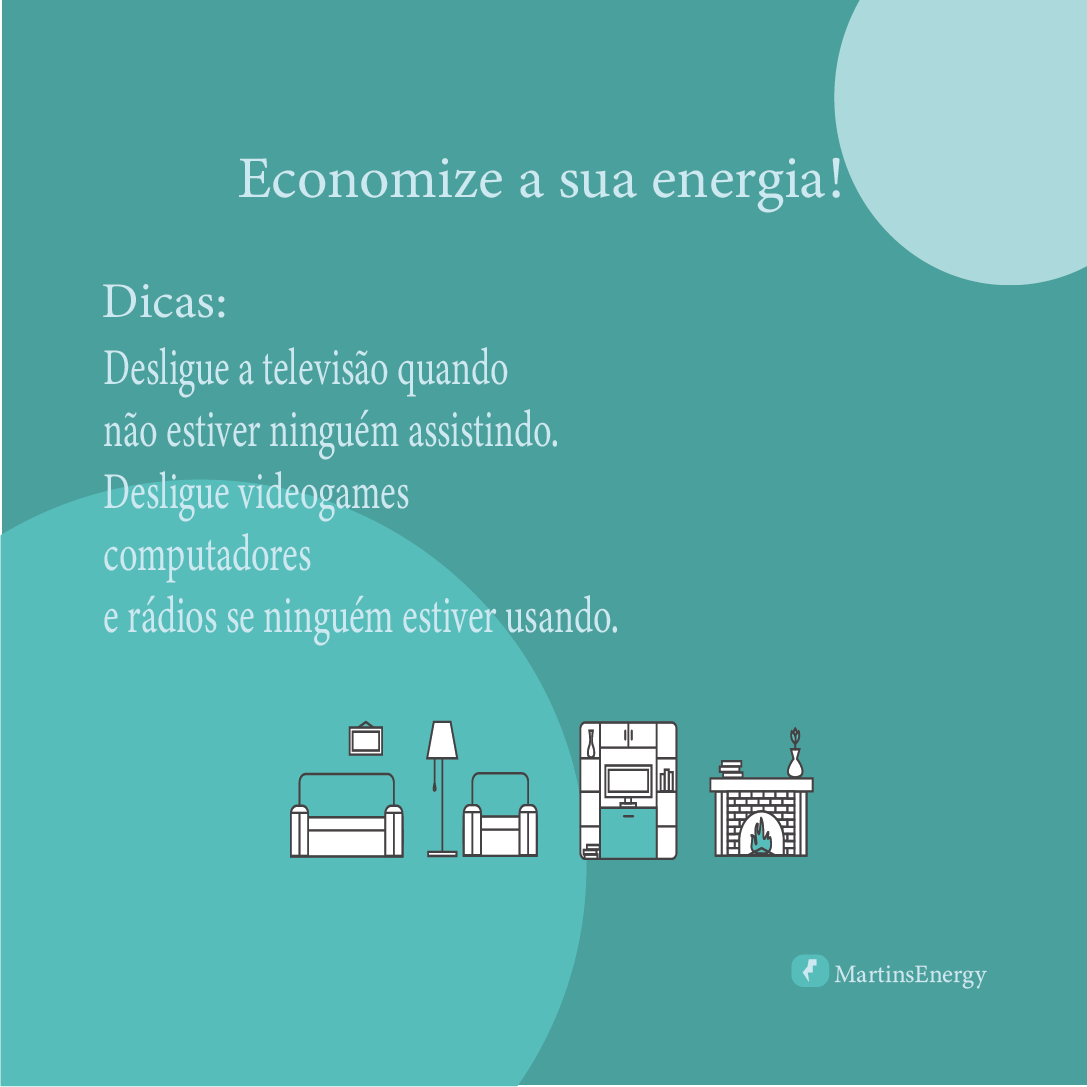 Economize a sua energia!
Dicas:
Desligue a televisão quando
não estiver ninguém assistindo.
Desligue videogames
computadores
e rádios se ninguém estiver usando.
MartinsEnergy